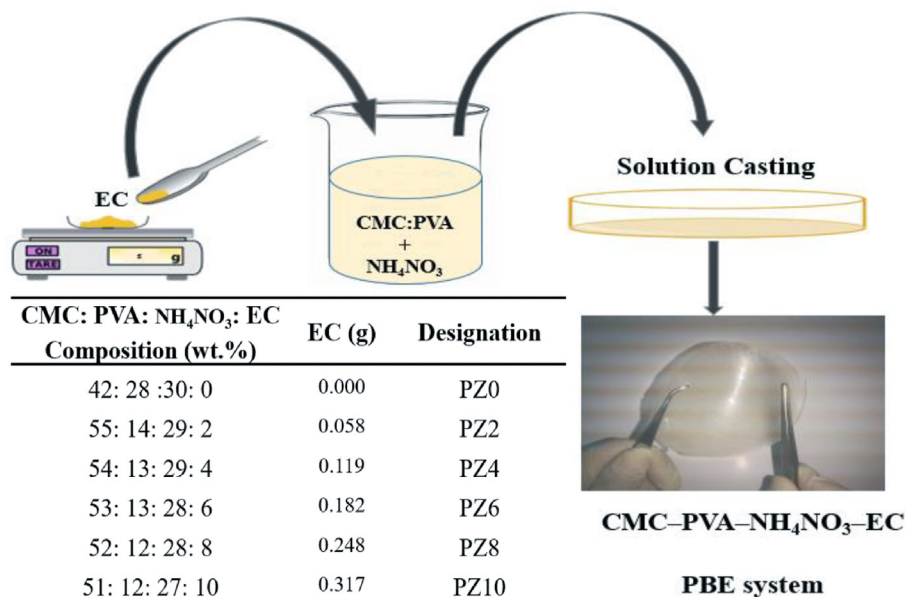 EC
ON
TARE
g
CMC:PVA
+
NH₄NO₃
Solution Casting
CMC: PVA: NH₄NO₃: EC
Composition (wt.%)
EC (g)
Designation
42: 28 :30: 0
0.000
PZ0
55: 14: 29: 2
0.058
PZ2
54: 13: 29: 4
0.119
PZ4
53: 13: 28: 6
0.182
PZ6
52: 12: 28: 8
0.248
PZ8
51: 12: 27: 10
0.317
PZ10
CMC–PVA–NH₄NO₃–EC
PBE system